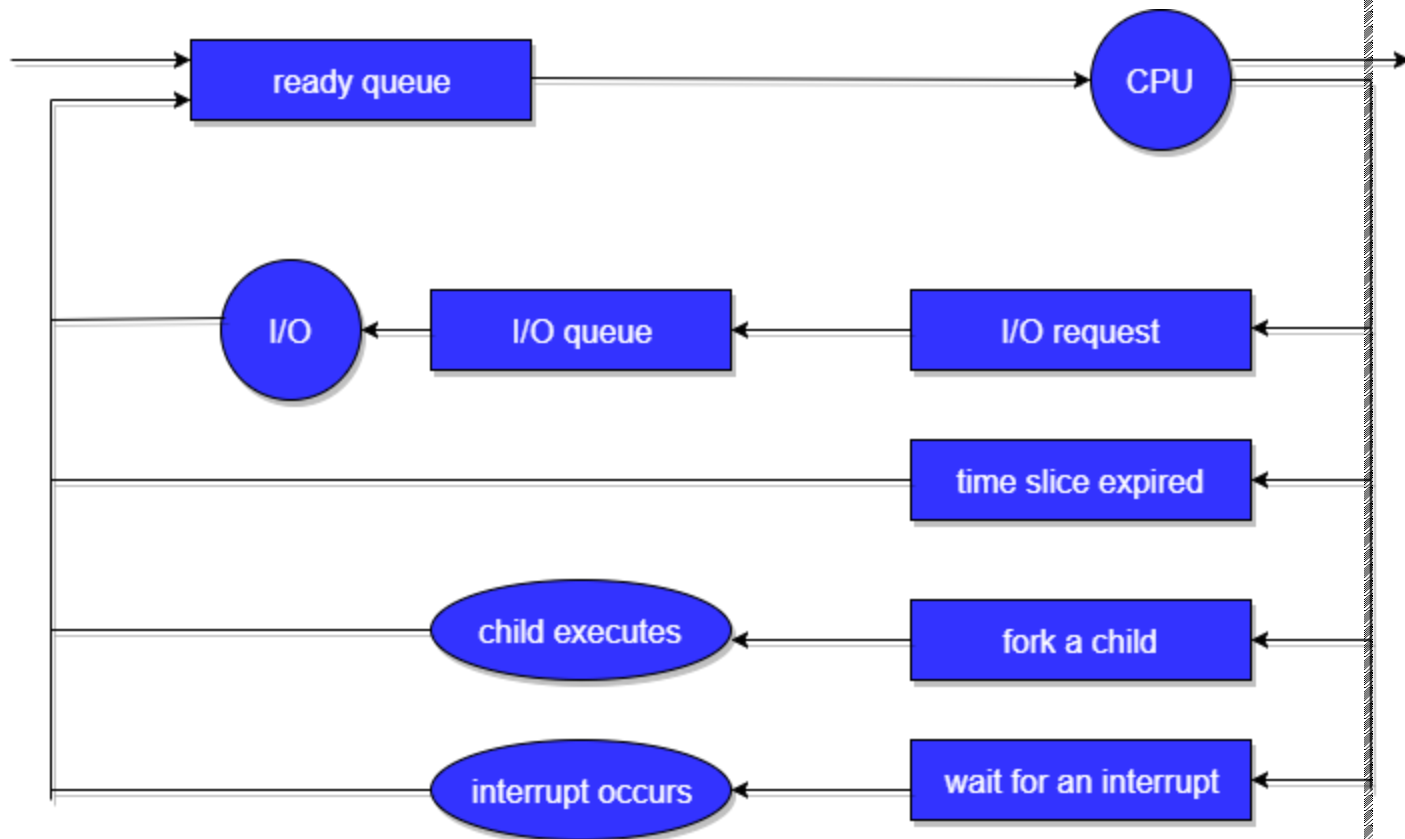 ready queue
CPU
I/O
I/O queue
I/O request
time slice expired
child executes
fork a child
interrupt occurs
wait for an interrupt